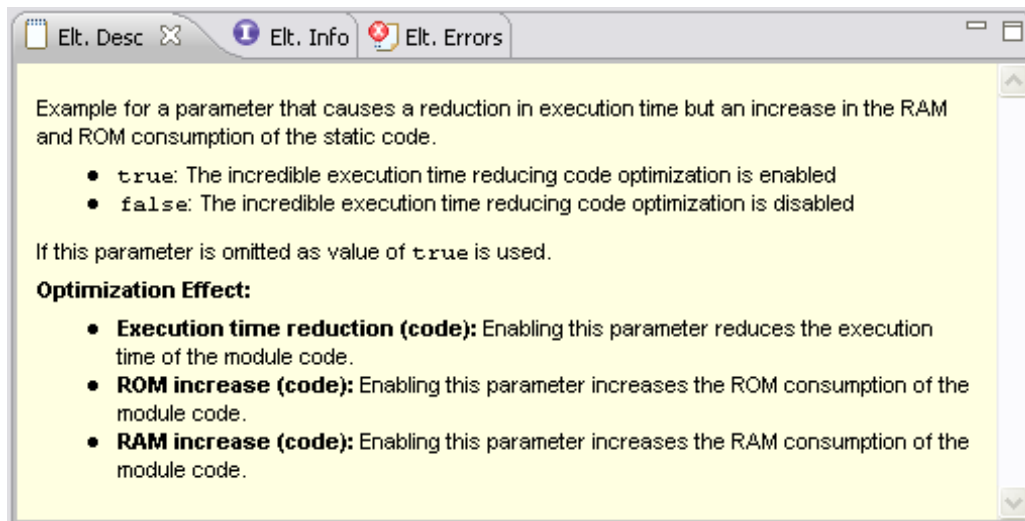 Elt. Desc Elt. Info Elt. Errors
Example for a parameter that causes a reduction in execution time but an increase in the RAM
and ROM consumption of the static code.
● true: The incredible execution time reducing code optimization is enabled
● false: The incredible execution time reducing code optimization is disabled
If this parameter is omitted as value of true is used.
Optimization Effect:
● Execution time reduction (code): Enabling this parameter reduces the execution
time of the module code.
● ROM increase (code): Enabling this parameter increases the ROM consumption of the
module code.
● RAM increase (code): Enabling this parameter increases the RAM consumption of the
module code.